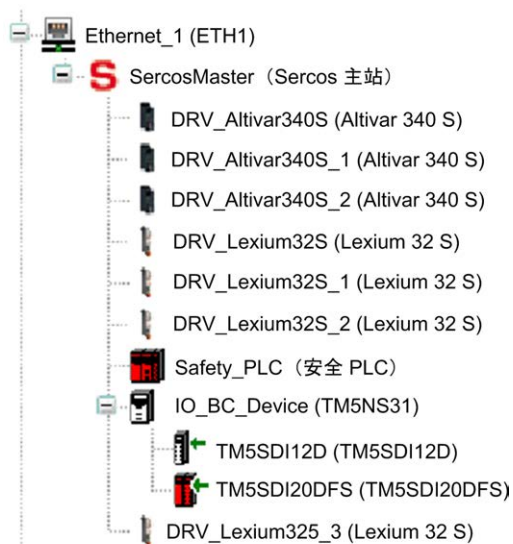 Ethernet_1 (ETH1)
SercosMaster（Sercos 主站）
DRV_Altivar340S (Altivar 340 S)
DRV_Altivar340S_1 (Altivar 340 S)
DRV_Altivar340S_2 (Altivar 340 S)
DRV_Lexium32S (Lexium 32 S)
DRV_Lexium32S_1 (Lexium 32 S)
DRV_Lexium32S_2 (Lexium 32 S)
Safety_PLC（安全 PLC）
IO_BC_Device (TM5NS31)
TM5SDI12D (TM5SDI12D)
TM5SDI20DFS (TM5SDI20DFS)
DRV_Lexium325_3 (Lexium 32 S)